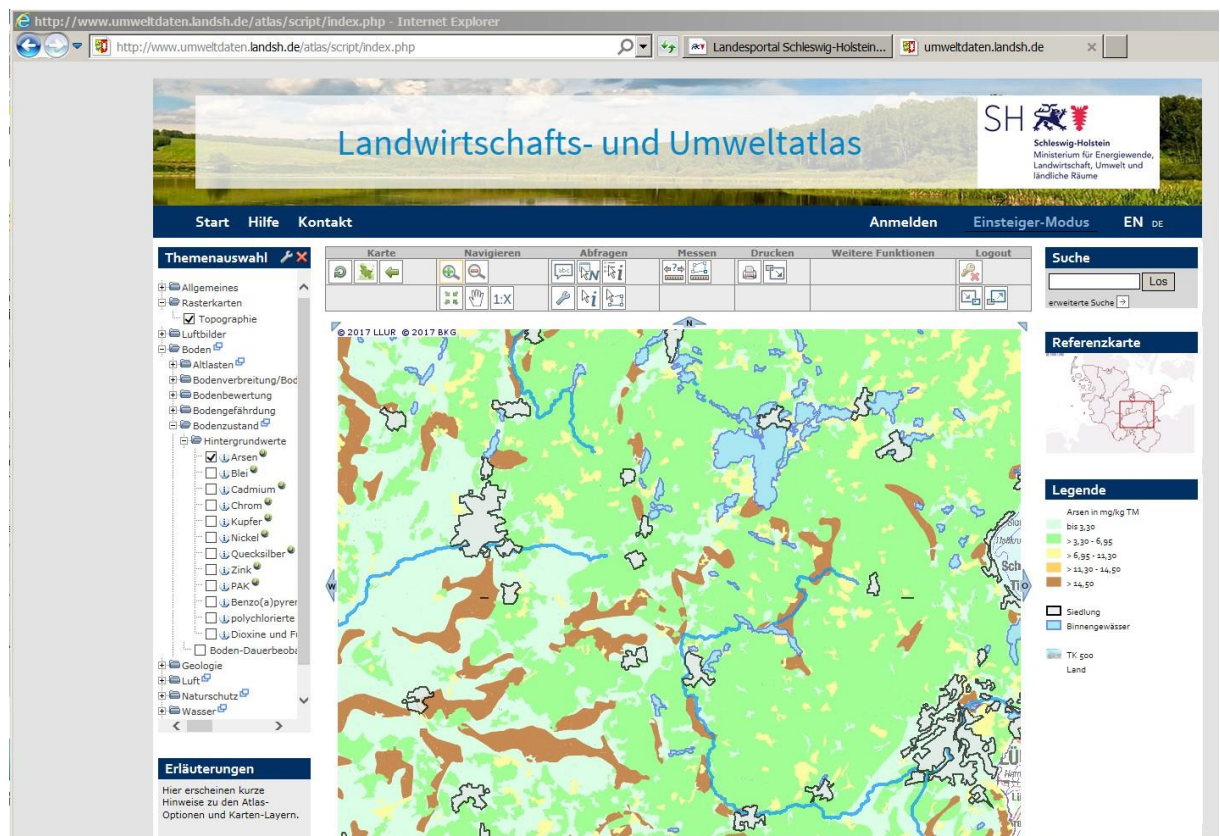 http://www.umweltdaten.landsh.de/atlas/script/index.php - Internet Explorer
http://www.umweltdaten.landsh.de/atlas/script/index.php
Landesportal Schleswig-Holstein...
umweltdaten.landsh.de
Landwirtschafts- und Umweltatlas
SH
Schleswig-Holstein
Ministerium für Energiewende,
Landwirtschaft, Umwelt und
ländliche Räume
Start Hilfe Kontakt
Anmelden Einsteiger-Modus EN DE
Themenauswahl
Allgemeines
Rasterkarten
Topographie
Luftbilder
Boden
Altlasten
Bodenverbreitung/Bod
Bodenbewertung
Bodengefährdung
Bodenzustand
Hintergrundwerte
Arsen
Blei
Cadmium
Chrom
Kupfer
Nickel
Quecksilber
Zink
PAK
Benzo(a)pyrer
polychlorierte
Dioxine und F
Boden-Dauerbeoba
Geologie
Luft
Naturschutz
Wasser
Erläuterungen
Hier erscheinen kurze
Hinweise zu den Atlas-
Optionen und Karten-Layern.
Karte Navigieren Abfragen Messen Drucken Weitere Funktionen Logout
1:X
© 2017 LLUR © 2017 BKG
N
W
O
Sch
Suche
Los
erweiterte Suche
Referenzkarte
Legende
Arsen in mg/kg TM
bis 3,30
> 3,30 - 6,95
> 6,95 - 11,30
> 11,30 - 14,50
> 14,50
Siedlung
Binnengewässer
TK 500
Land